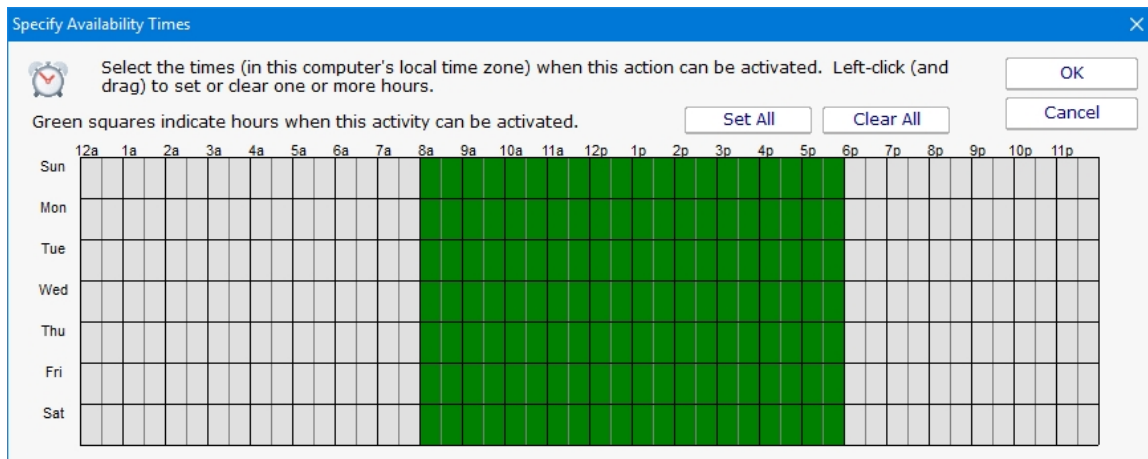 Specify Availability Times
Select the times (in this computer's local time zone) when this action can be activated.  Left-click (and
drag) to set or clear one or more hours.
OK
Cancel
Green squares indicate hours when this activity can be activated.
Set All
Clear All
12a 1a 2a 3a 4a 5a 6a 7a 8a 9a 10a 11a 12p 1p 2p 3p 4p 5p 6p 7p 8p 9p 10p 11p
Sun
Mon
Tue
Wed
Thu
Fri
Sat